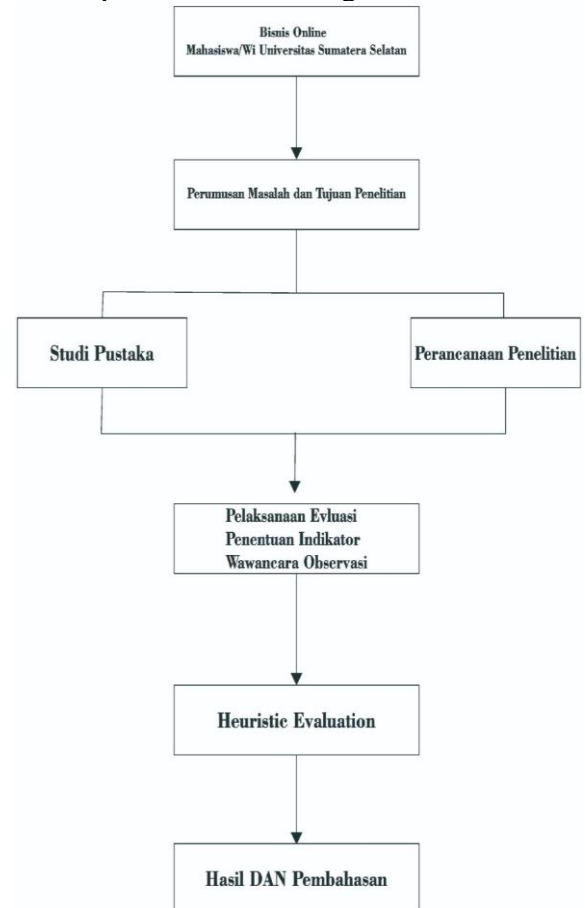 Bisnis Online
Mahasiswa/Wi Universitas Sumatera Selatan
Perumusan Masalah dan Tujuan Penelitian
Studi Pustaka
Perancanaan Penelitian
Pelaksanaan Evluasi
Penentuan Indikator
Wawancara Observasi
Heuristic Evaluation
Hasil DAN Pembahasan